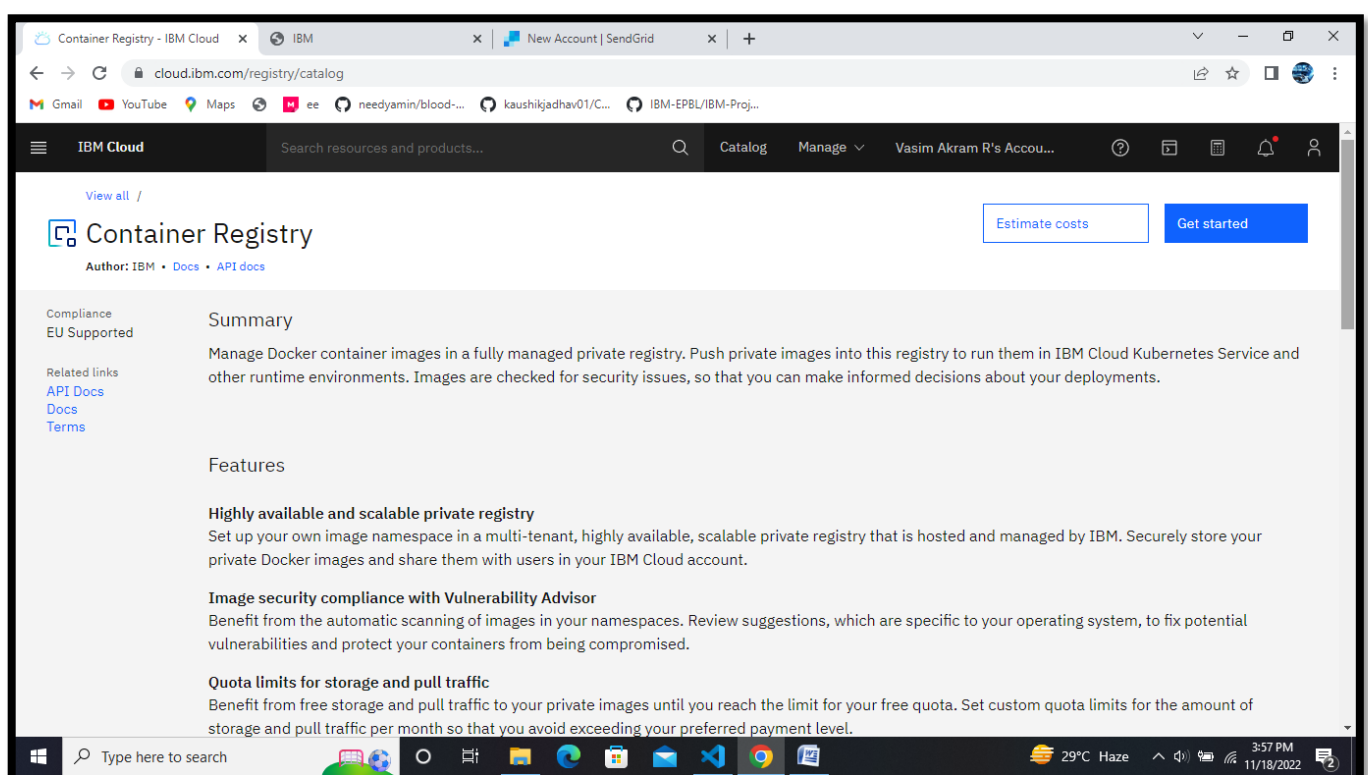 Container Registry - IBM Cloud
IBM
New Account | SendGrid
cloud.ibm.com/registry/catalog
Gmail
YouTube
Maps
ee
needyamin/blood-...
kaushikjadhav01/C...
IBM-EPBL/IBM-Proj...
IBM Cloud
Search resources and products...
Catalog
Manage
Vasim Akram R's Accou...
View all /
Container Registry
Author: IBM • Docs • API docs
Estimate costs
Get started
Compliance
EU Supported
Related links
API Docs
Docs
Terms
Summary
Manage Docker container images in a fully managed private registry. Push private images into this registry to run them in IBM Cloud Kubernetes Service and
other runtime environments. Images are checked for security issues, so that you can make informed decisions about your deployments.
Features
Highly available and scalable private registry
Set up your own image namespace in a multi-tenant, highly available, scalable private registry that is hosted and managed by IBM. Securely store your
private Docker images and share them with users in your IBM Cloud account.
Image security compliance with Vulnerability Advisor
Benefit from the automatic scanning of images in your namespaces. Review suggestions, which are specific to your operating system, to fix potential
vulnerabilities and protect your containers from being compromised.
Quota limits for storage and pull traffic
Benefit from free storage and pull traffic to your private images until you reach the limit for your free quota. Set custom quota limits for the amount of
storage and pull traffic per month so that you avoid exceeding your preferred payment level.
Type here to search
29°C Haze
3:57 PM
11/18/2022
2